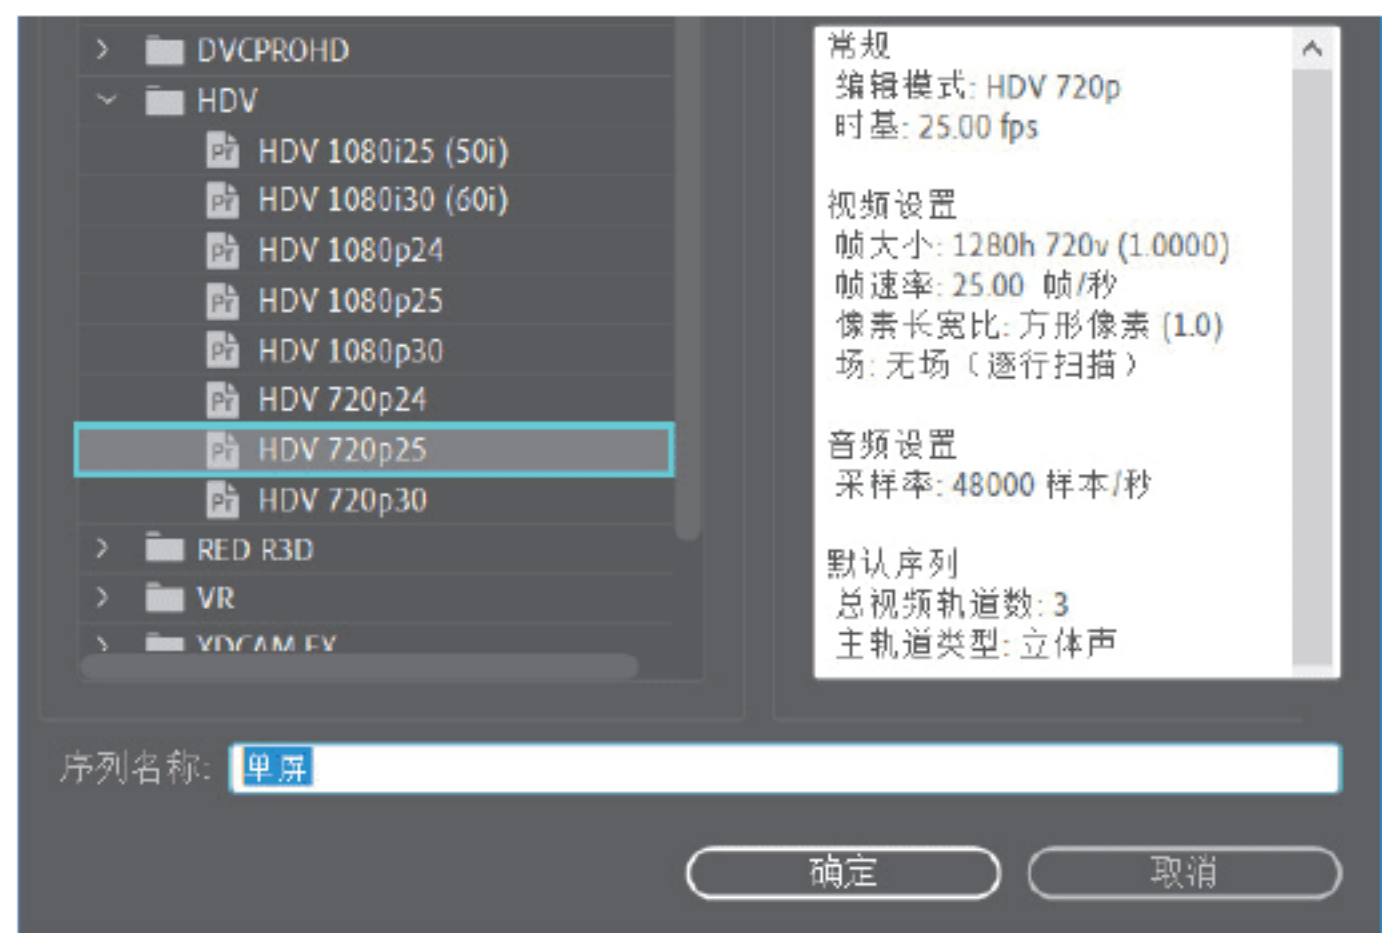 DVCPROHD
HDV
HDV 1080i25 (50i)
HDV 1080i30 (60i)
HDV 1080p24
HDV 1080p25
HDV 1080p30
HDV 720p24
HDV 720p25
HDV 720p30
RED R3D
VR
XDCAM EX
常规
编辑模式: HDV 720p
时基: 25.00 fps
视频设置
帧大小: 1280h 720v (1.0000)
帧速率: 25.00 帧/秒
像素长宽比: 方形像素 (1.0)
场: 无场（逐行扫描）
音频设置
采样率: 48000 样本/秒
默认序列
总视频轨道数: 3
主轨道类型: 立体声
序列名称: 单屏
确定
取消